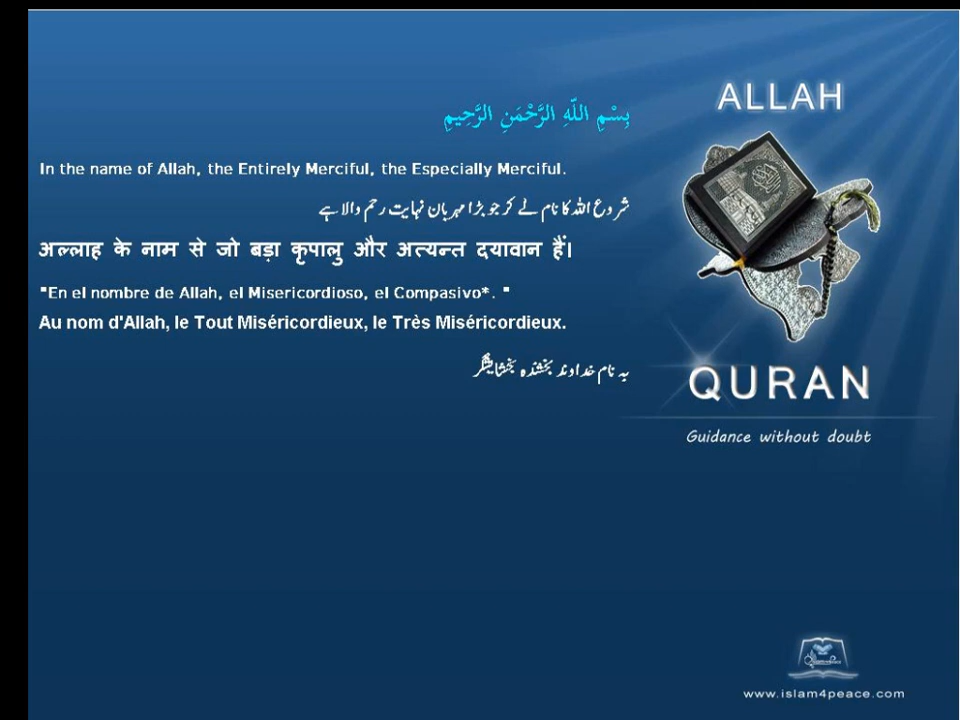 بِسْمِ اللّهِ الرَّحْمَنِ الرَّحِيمِ
In the name of Allah, the Entirely Merciful, the Especially Merciful.
شروع الله کا نام لے کر جو بڑا مہربان نہایت رحم والا ہے
अल्लाह के नाम से जो बड़ा कृपालु और अत्यन्त दयावान हैं।
"En el nombre de Allah, el Misericordioso, el Compasivo*. "
Au nom d'Allah, le Tout Miséricordieux, le Très Miséricordieux.
به نام خداوند بخشنده بخشایشگر
ALLAH
QURAN
Guidance without doubt
www.islam4peace.com